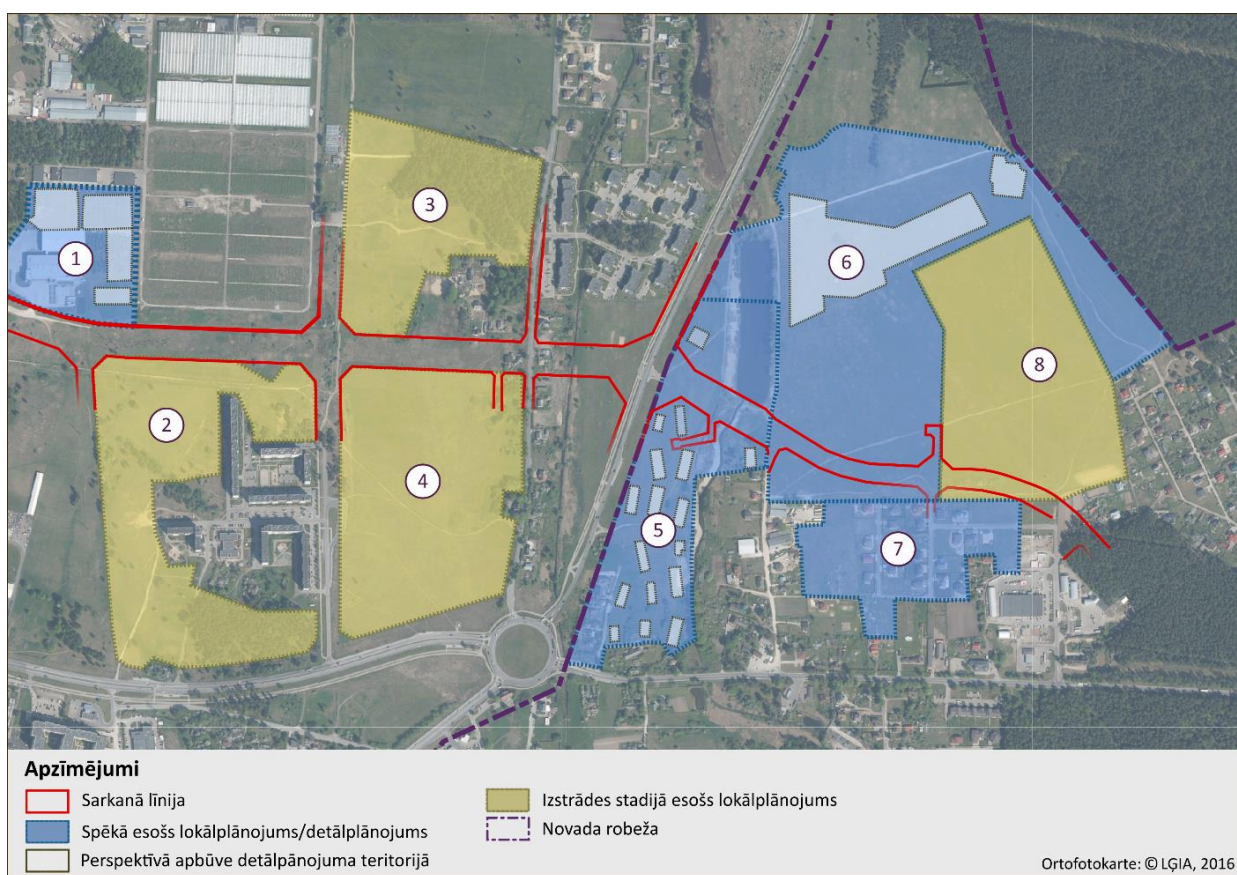 3
1
6
8
2
4
5
7
Apzīmējumi
Sarkanā līnija
Spēkā esošs lokālplānojums/detālplānojums
Perspektīvā apbūve detālpānojuma teritorijā
Izstrādes stadijā esošs lokālplānojums
Novada robeža
Ortofotokarte: © LĢIA, 2016